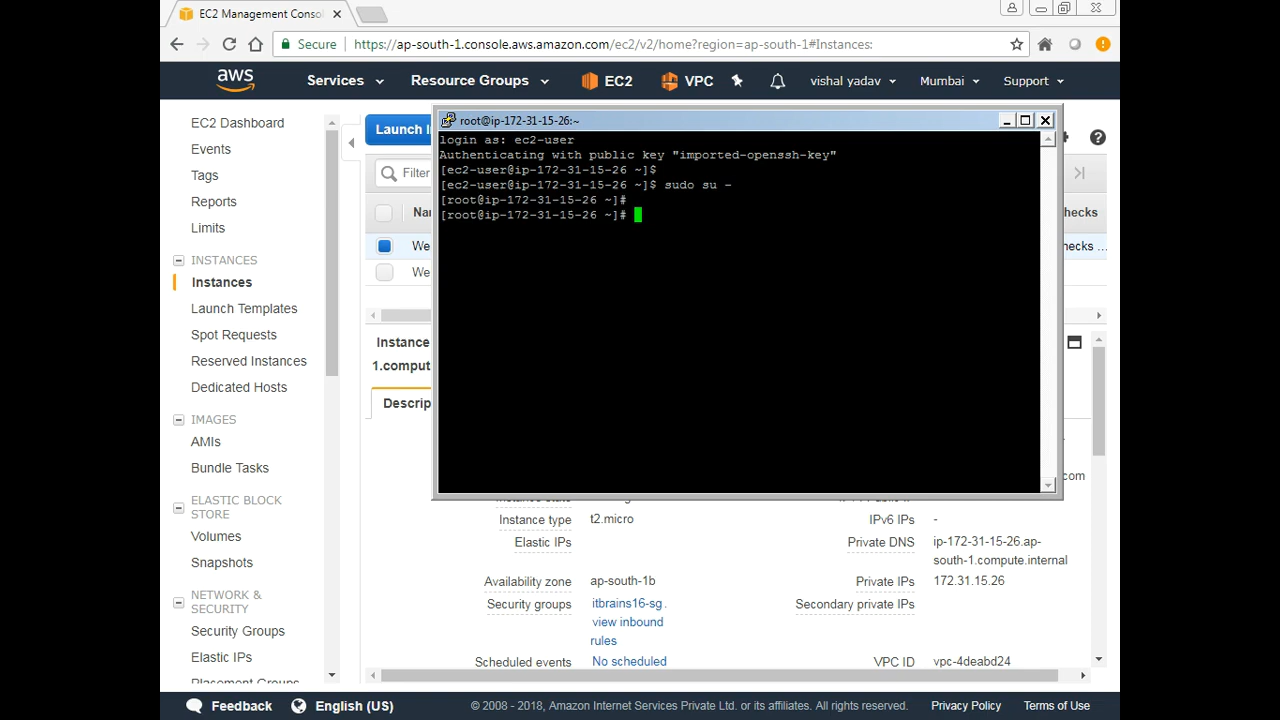 EC2 Management Conso
Secure https://ap-south-1.console.aws.amazon.com/ec2/v2/home?region=ap-south-1#Instances:
aws Services Resource Groups EC2 VPC vishal yadav Mumbai Support
EC2 Dashboard
Events
Tags
Reports
Limits
INSTANCES
Instances
Launch Templates
Spot Requests
Reserved Instances
Dedicated Hosts
IMAGES
AMIs
Bundle Tasks
ELASTIC BLOCK
STORE
Volumes
Snapshots
NETWORK &
SECURITY
Security Groups
Elastic IPs
Placement Groups
Launch I
Filter
Na
Checks
We
checks ...
We
Instance
1.comput
Descrip
root@ip-172-31-15-26:~
login as: ec2-user
Authenticating with public key "imported-openssh-key"
[ec2-user@ip-172-31-15-26 ~]$
[ec2-user@ip-172-31-15-26 ~]$ sudo su -
[root@ip-172-31-15-26 ~]#
[root@ip-172-31-15-26 ~]#
com
Instance state
Instance type t2.micro IPv6 IPs -
Elastic IPs Private DNS ip-172-31-15-26.ap-
south-1.compute.internal
Availability zone ap-south-1b Private IPs 172.31.15.26
Security groups itbrains16-sg. Secondary private IPs
view inbound
rules
Scheduled events No scheduled VPC ID vpc-4deabd24
Feedback English (US) © 2008 - 2018, Amazon Internet Services Private Ltd. or its affiliates. All rights reserved. Privacy Policy Terms of Use